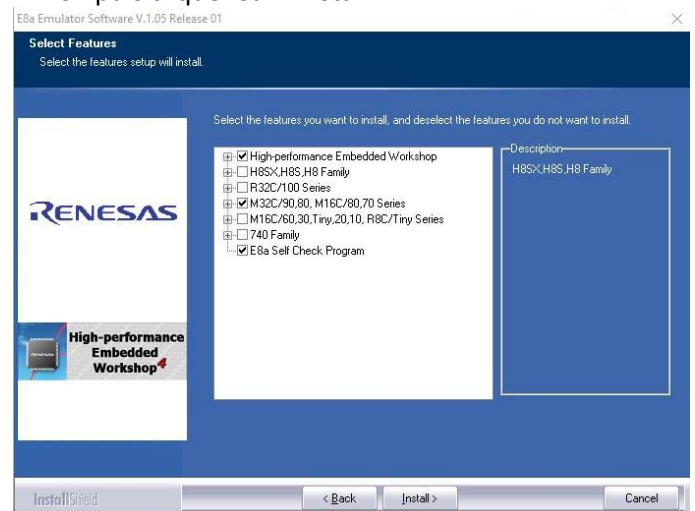 E8a Emulator Software V.1.05 Release 01
Select Features
Select the features setup will install.
Select the features you want to install, and deselect the features you do not want to install.
High-performance Embedded Workshop
H8SX,H8S,H8 Family
R32C/100 Series
M32C/90,80, M16C/80,70 Series
M16C/60,30,Tiny,20,10, R8C/Tiny Series
740 Family
E8a Self Check Program
Description
H8SX,H8S,H8 Family
RENESAS
High-performance
Embedded
Workshop 4
InstallShield
< Back
Install >
Cancel